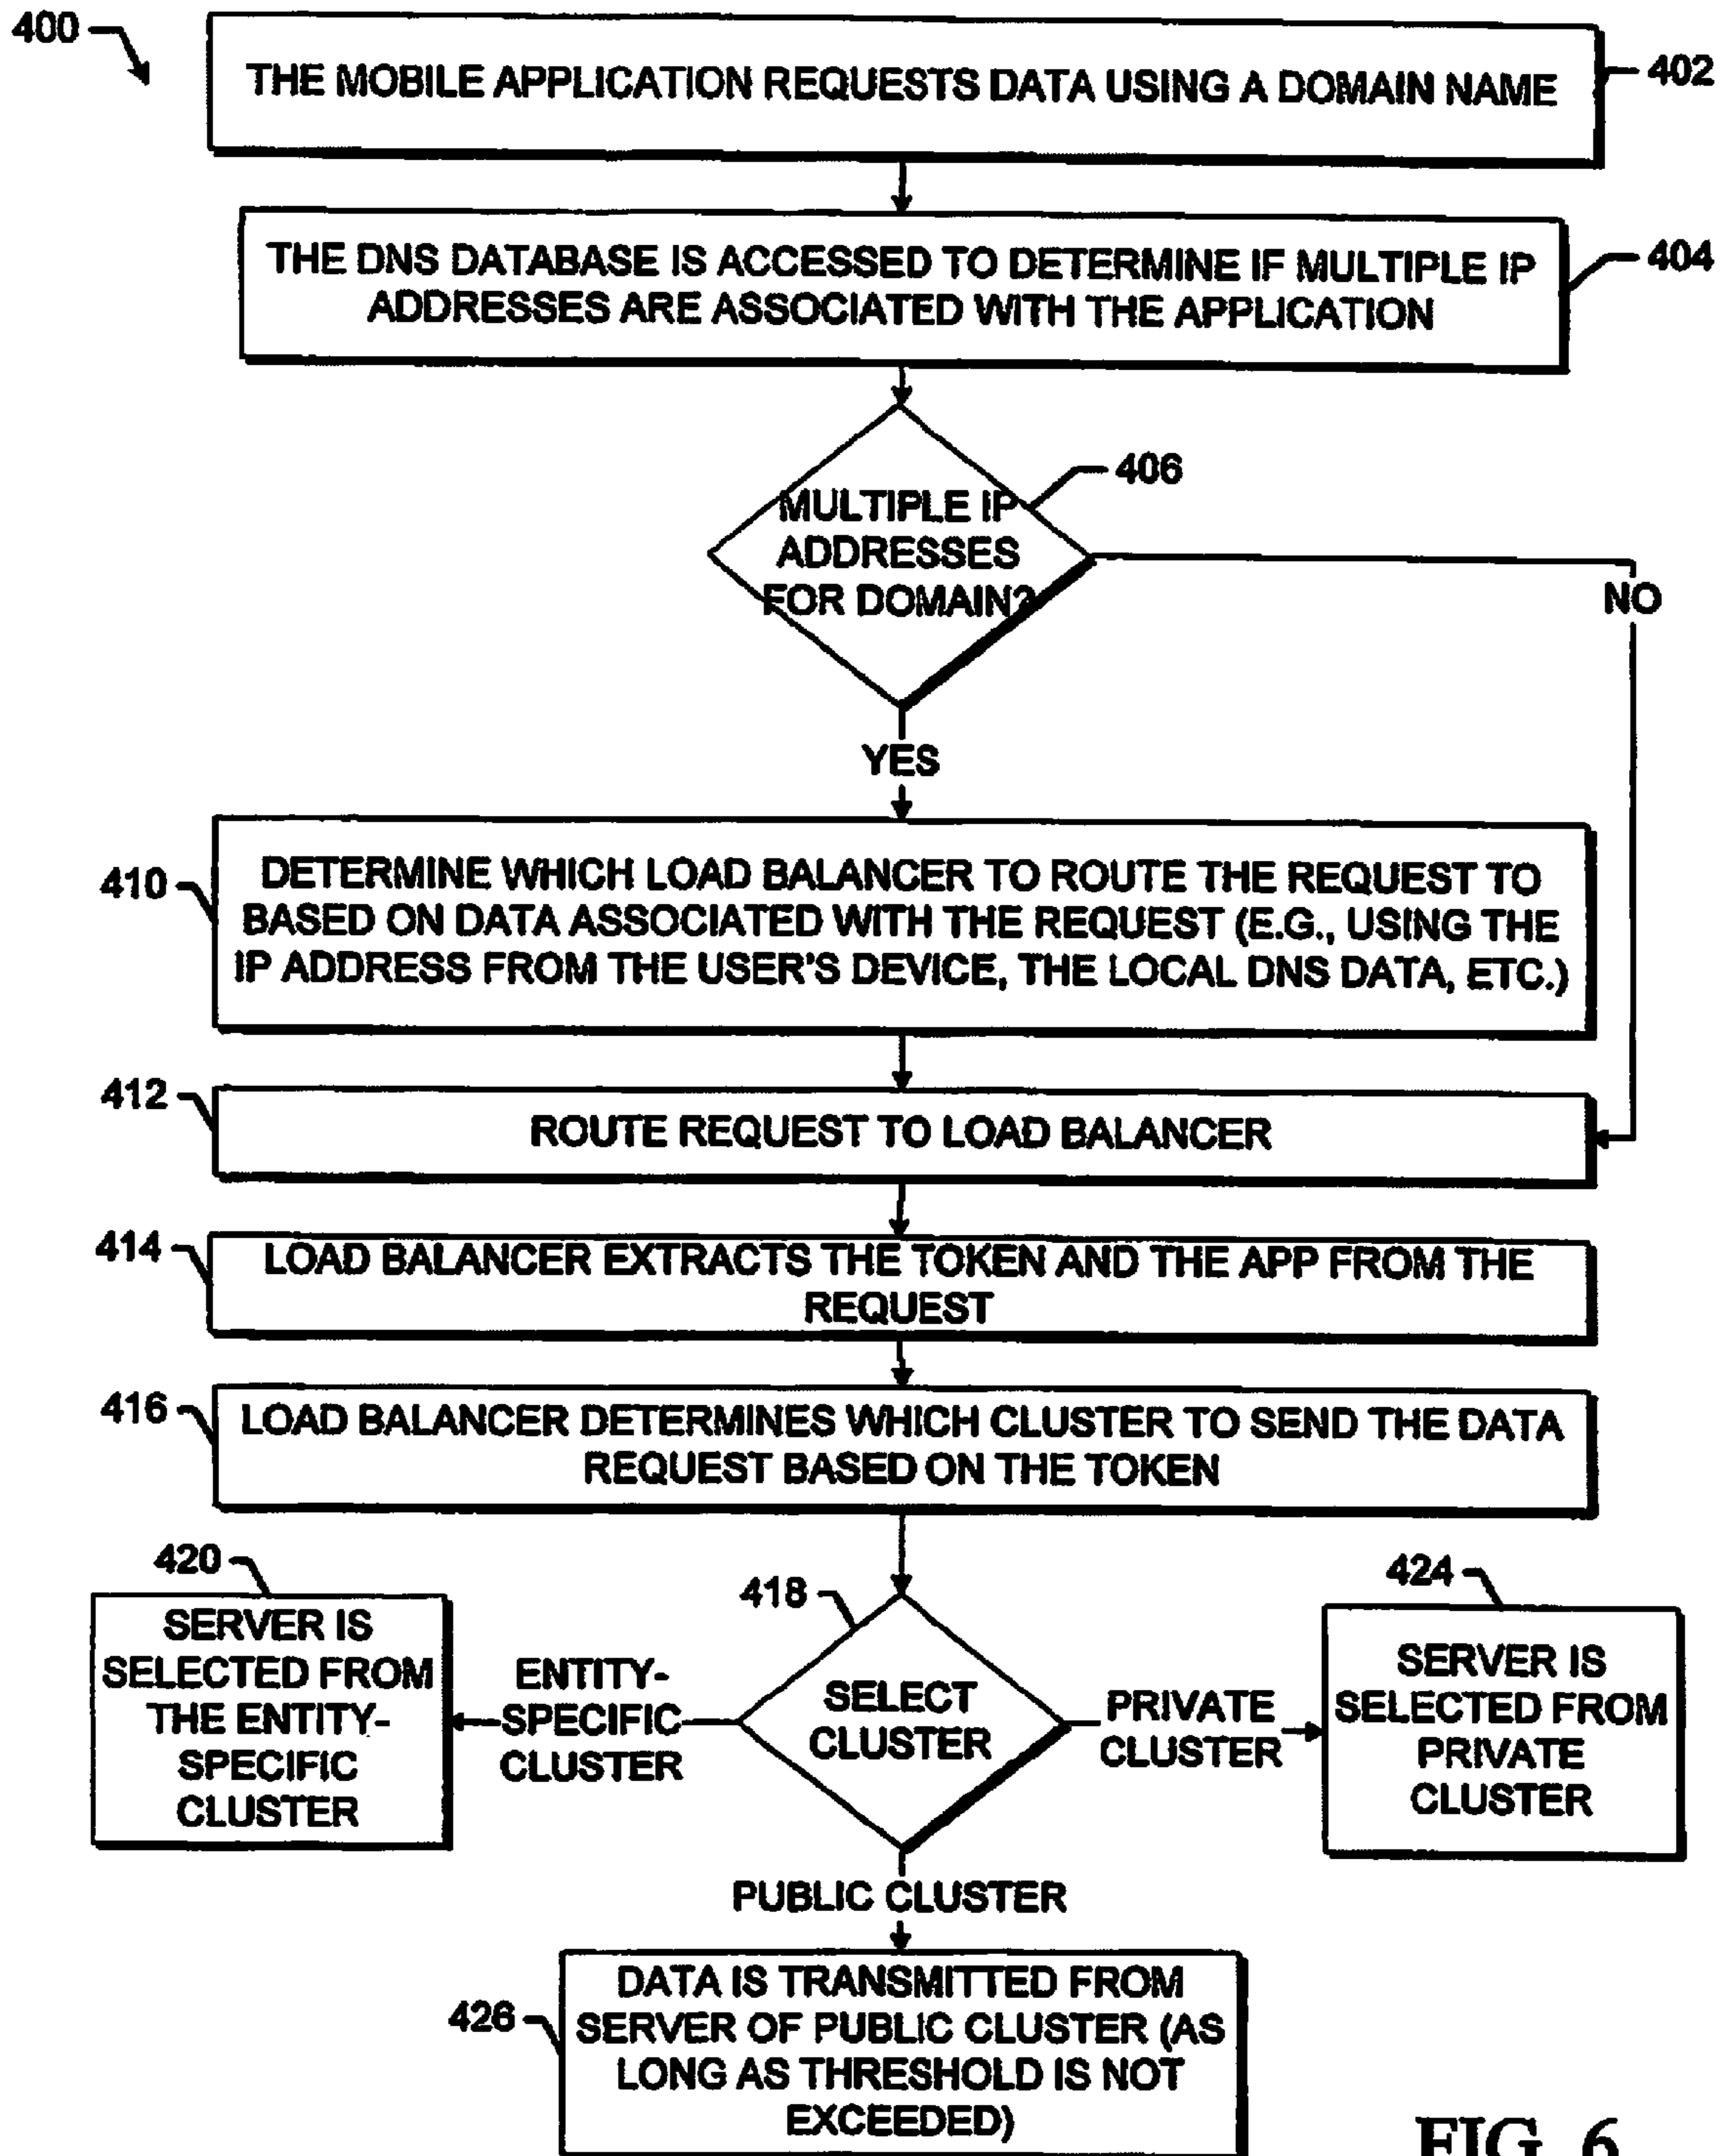 400
THE MOBILE APPLICATION REQUESTS DATA USING A DOMAIN NAME
402
THE DNS DATABASE IS ACCESSED TO DETERMINE IF MULTIPLE IP
ADDRESSES ARE ASSOCIATED WITH THE APPLICATION
404
406
MULTIPLE IP
ADDRESSES
FOR DOMAIN?
NO
YES
410
DETERMINE WHICH LOAD BALANCER TO ROUTE THE REQUEST TO
BASED ON DATA ASSOCIATED WITH THE REQUEST (E.G., USING THE
IP ADDRESS FROM THE USER'S DEVICE, THE LOCAL DNS DATA, ETC.)
412
ROUTE REQUEST TO LOAD BALANCER
414
LOAD BALANCER EXTRACTS THE TOKEN AND THE APP FROM THE
REQUEST
416
LOAD BALANCER DETERMINES WHICH CLUSTER TO SEND THE DATA
REQUEST BASED ON THE TOKEN
420
SERVER IS
SELECTED FROM
THE ENTITY-
SPECIFIC
CLUSTER
ENTITY-
SPECIFIC
CLUSTER
418
SELECT
CLUSTER
PRIVATE
CLUSTER
424
SERVER IS
SELECTED FROM
PRIVATE
CLUSTER
PUBLIC CLUSTER
426
DATA IS TRANSMITTED FROM
SERVER OF PUBLIC CLUSTER (AS
LONG AS THRESHOLD IS NOT
EXCEEDED)
FIG. 6